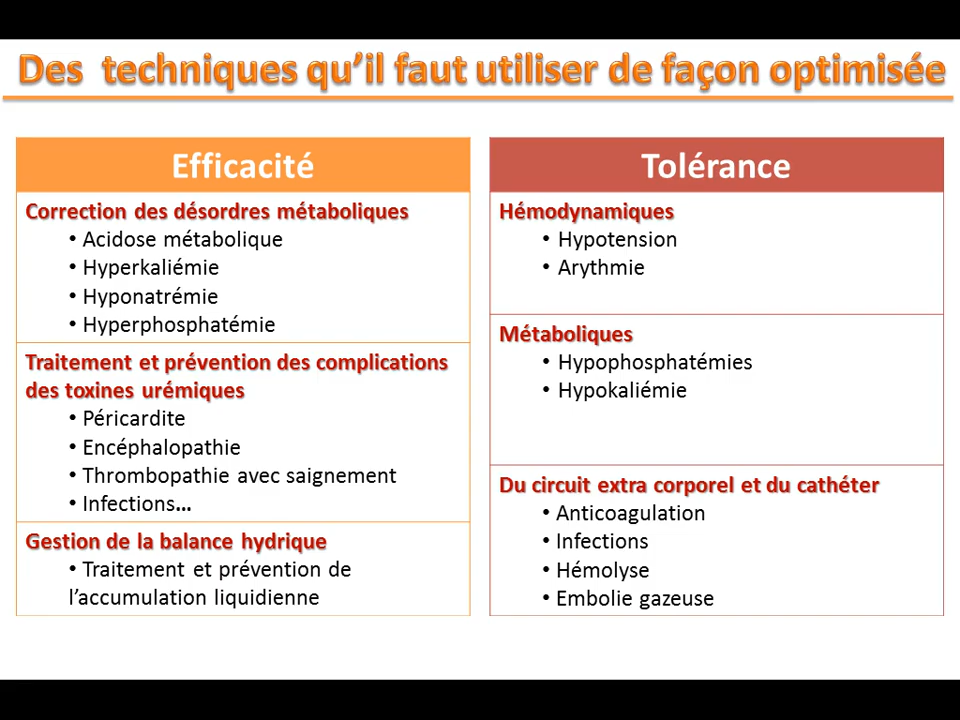 Des techniques qu’il faut utiliser de façon optimisée
Efficacité
Correction des désordres métaboliques
• Acidose métabolique
• Hyperkaliémie
• Hyponatrémie
• Hyperphosphatémie
Traitement et prévention des complications
des toxines urémiques
• Péricardite
• Encéphalopathie
• Thrombopathie avec saignement
• Infections...
Gestion de la balance hydrique
• Traitement et prévention de
l’accumulation liquidienne
Tolérance
Hémodynamiques
• Hypotension
• Arythmie
Métaboliques
• Hypophosphatémies
• Hypokaliémie
Du circuit extra corporel et du cathéter
• Anticoagulation
• Infections
• Hémolyse
• Embolie gazeuse